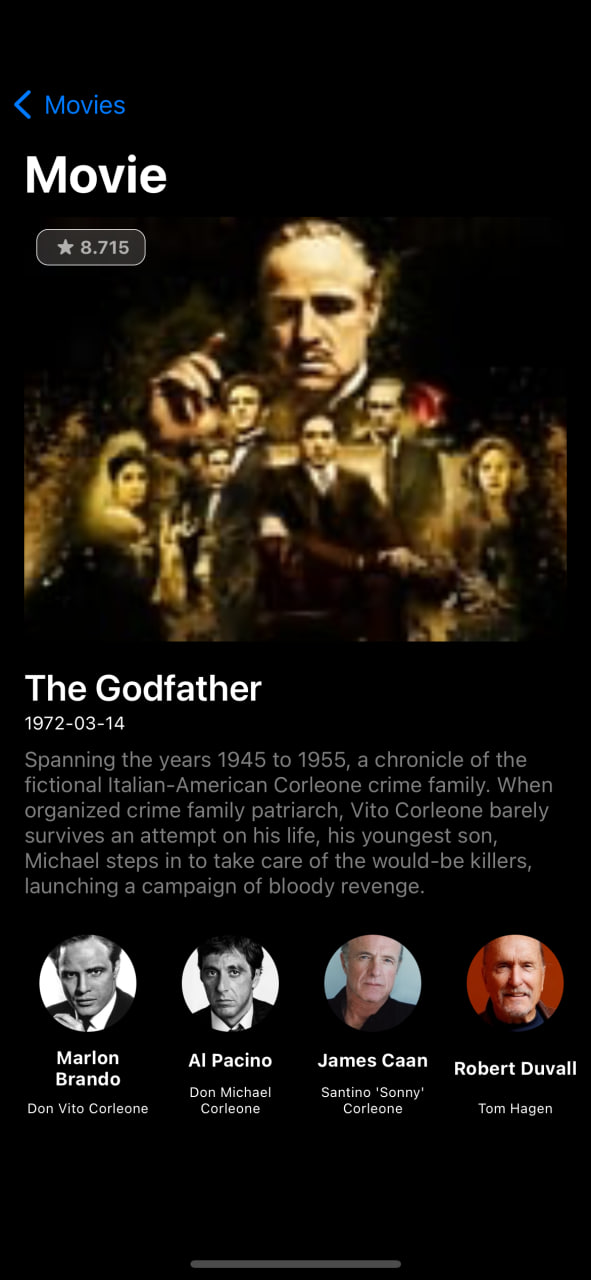 Movies
Movie
★ 8.715
The Godfather
1972-03-14
Spanning the years 1945 to 1955, a chronicle of the
fictional Italian-American Corleone crime family. When
organized crime family patriarch, Vito Corleone barely
survives an attempt on his life, his youngest son,
Michael steps in to take care of the would-be killers,
launching a campaign of bloody revenge.
Marlon
Brando
Don Vito Corleone
Al Pacino
Don Michael
Corleone
James Caan
Santino 'Sonny'
Corleone
Robert Duvall
Tom Hagen